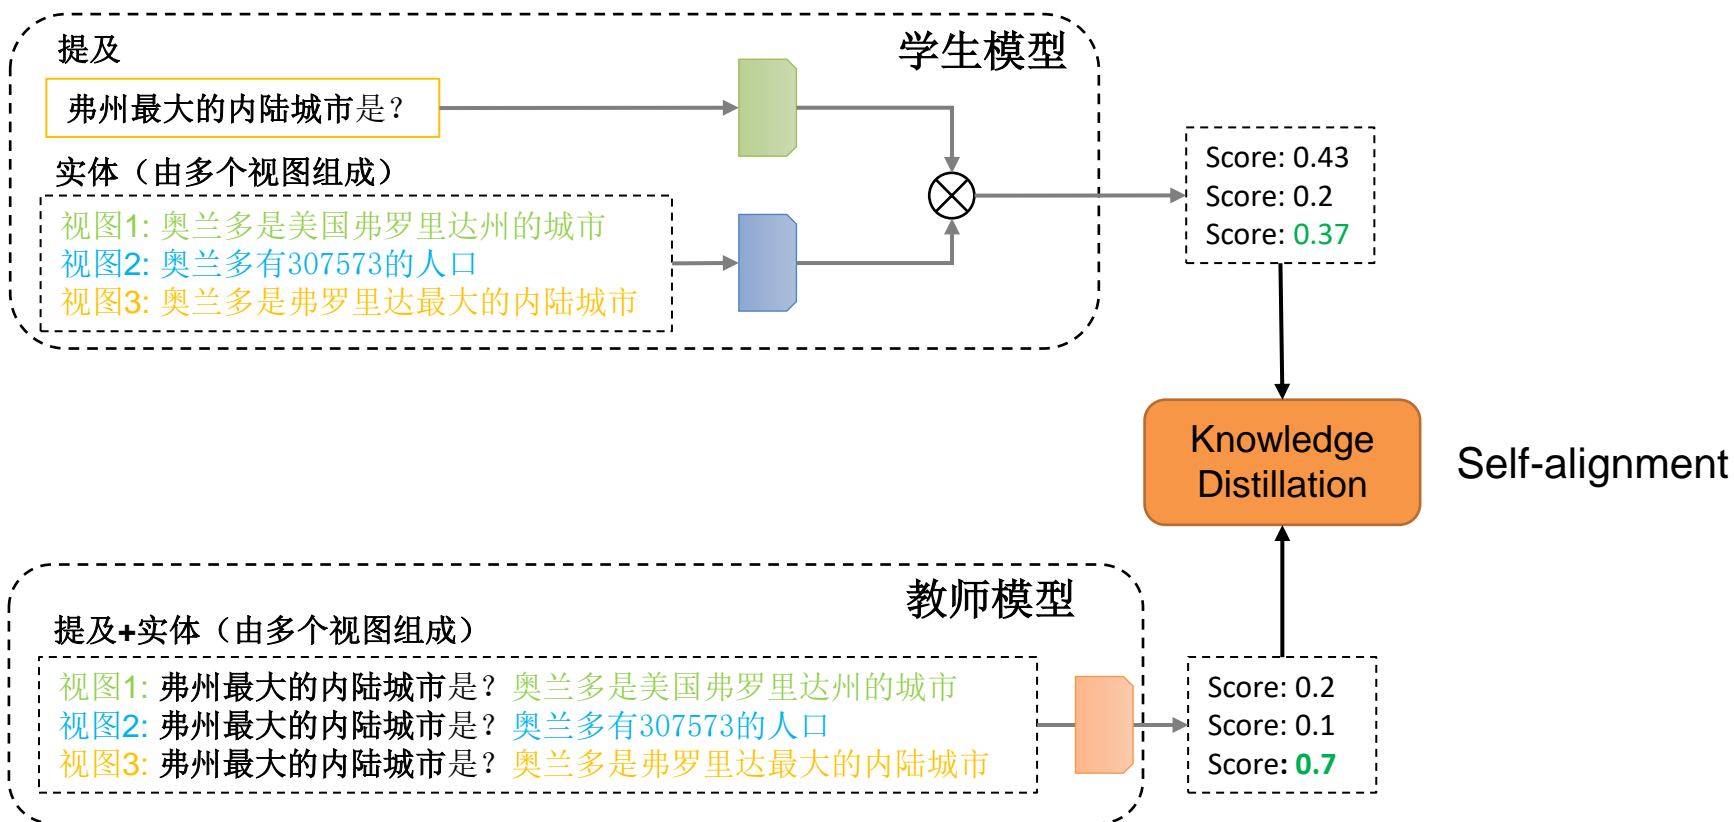 学生模型
提及
弗州最大的内陆城市是？
实体（由多个视图组成）
视图1: 奥兰多是美国弗罗里达州的城市
视图2: 奥兰多有307573的人口
视图3: 奥兰多是弗罗里达最大的内陆城市
Score: 0.43
Score: 0.2
Score: 0.37
Knowledge
Distillation
Self-alignment
教师模型
提及+实体（由多个视图组成）
视图1: 弗州最大的内陆城市是？奥兰多是美国弗罗里达州的城市
视图2: 弗州最大的内陆城市是？奥兰多有307573的人口
视图3: 弗州最大的内陆城市是？奥兰多是弗罗里达最大的内陆城市
Score: 0.2
Score: 0.1
Score: 0.7